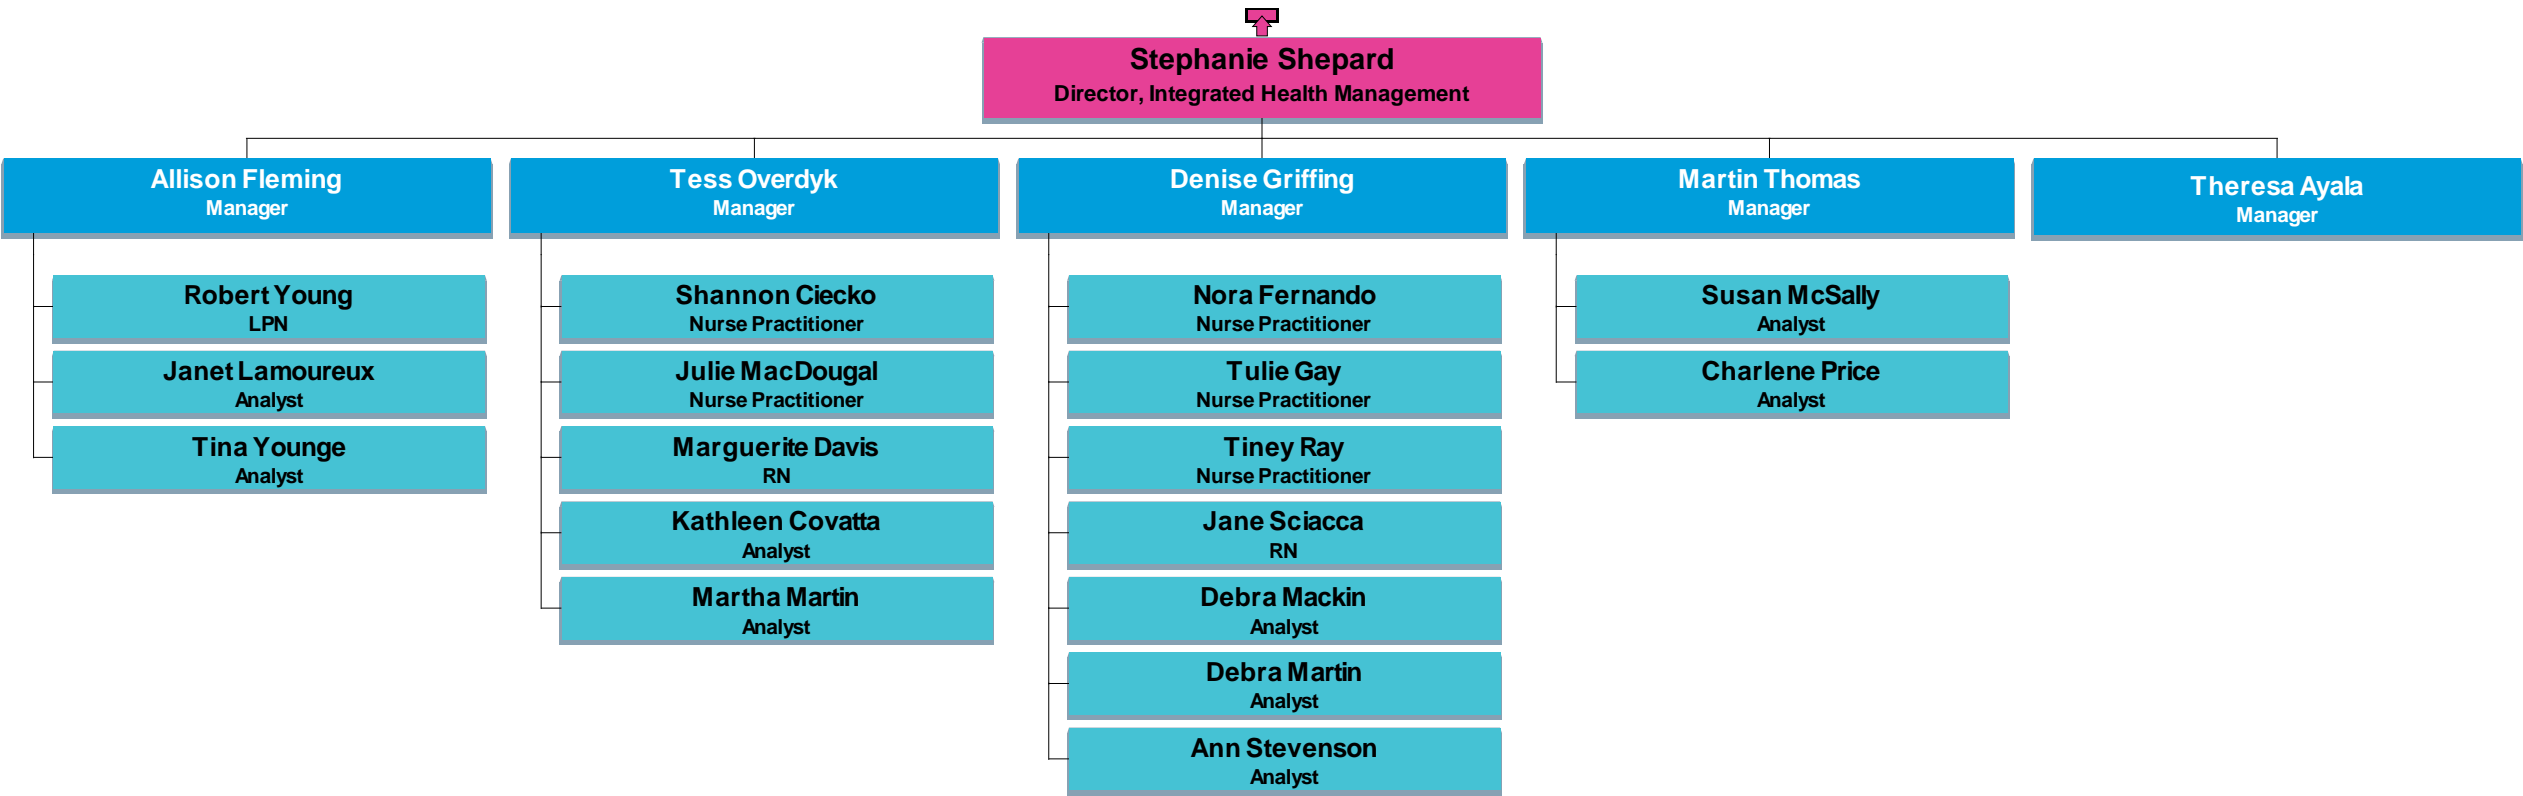 Stephanie Shepard
Director, Integrated Health Management
Allison Fleming
Manager
Robert Young
LPN
Janet Lamoureux
Analyst
Tina Younge
Analyst
Tess Overdyk
Manager
Shannon Ciecko
Nurse Practitioner
Julie MacDougal
Nurse Practitioner
Marguerite Davis
RN
Kathleen Covatta
Analyst
Martha Martin
Analyst
Denise Griffing
Manager
Nora Fernando
Nurse Practitioner
Tulie Gay
Nurse Practitioner
Tiney Ray
Nurse Practitioner
Jane Sciacca
RN
Debra Mackin
Analyst
Debra Martin
Analyst
Ann Stevenson
Analyst
Martin Thomas
Manager
Susan McSally
Analyst
Charlene Price
Analyst
Theresa Ayala
Manager